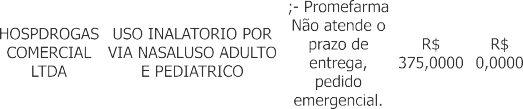 HOSPDROGAS
COMERCIAL
LTDA
USO INALATORIO POR
VIA NASALUSO ADULTO
E PEDIATRICO
;- Promefarma
Não atende o
prazo de
entrega,
pedido
emergencial.
R$
375,0000
R$
0,0000